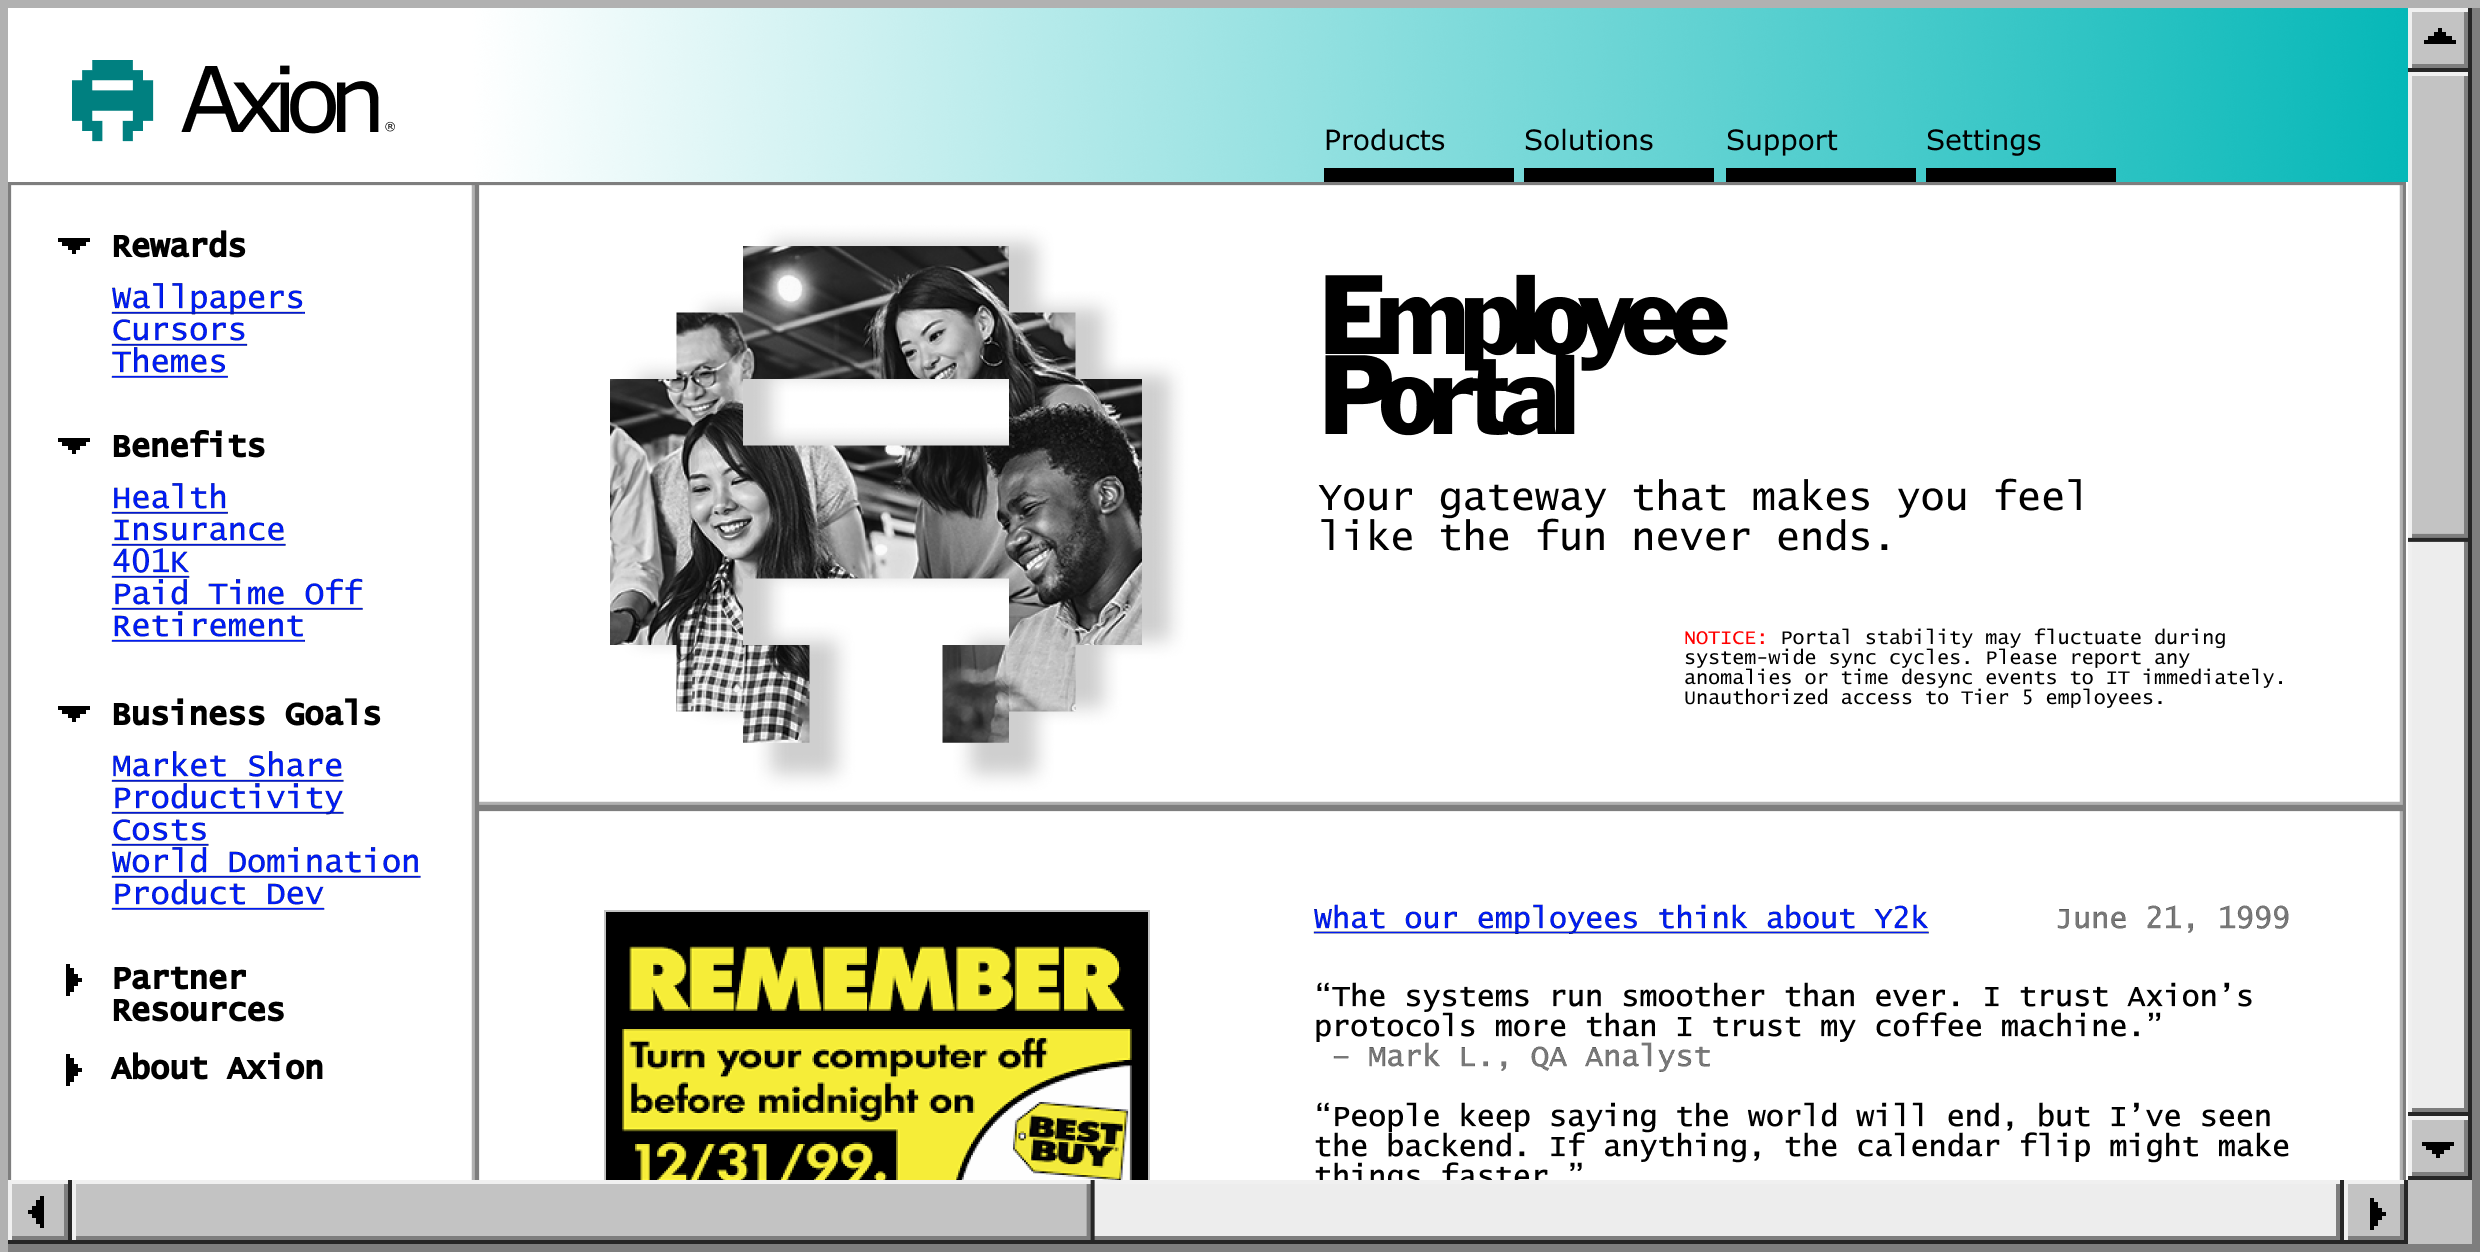 Axion®
Products
Solutions
Support
Settings
Rewards
Wallpapers
Cursors
Themes
Benefits
Health
Insurance
401K
Paid Time Off
Retirement
Business Goals
Market Share
Productivity
Costs
World Domination
Product Dev
Partner
Resources
About Axion
Employee
Portal
Your gateway that makes you feel
like the fun never ends.
NOTICE: Portal stability may fluctuate during
system-wide sync cycles. Please report any
anomalies or time desync events to IT immediately.
Unauthorized access to Tier 5 employees.
REMEMBER
Turn your computer off
before midnight on
12/31/99.
BEST
BUY
What our employees think about Y2k
June 21, 1999
“The systems run smoother than ever. I trust Axion’s
protocols more than I trust my coffee machine.”
– Mark L., QA Analyst
“People keep saying the world will end, but I’ve seen
the backend. If anything, the calendar flip might make
things faster.”